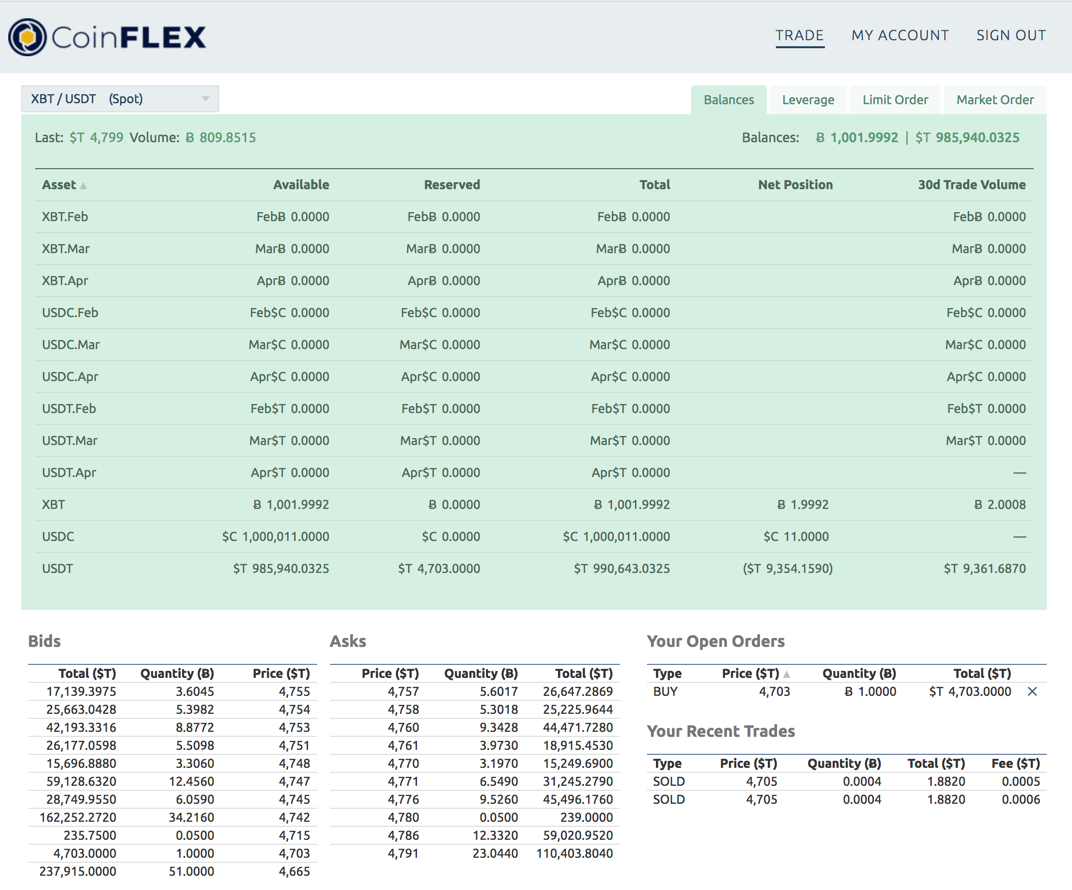 CoinFLEX
TRADE MY ACCOUNT SIGN OUT
XBT / USDT (Spot)
Balances Leverage Limit Order Market Order
Last: $T 4,799 Volume: Ƀ 809.8515 Balances: Ƀ 1,001.9992 | $T 985,940.0325
Asset Available Reserved Total Net Position 30d Trade Volume
XBT.Feb FebɃ 0.0000 FebɃ 0.0000 FebɃ 0.0000 FebɃ 0.0000
XBT.Mar MarɃ 0.0000 MarɃ 0.0000 MarɃ 0.0000 MarɃ 0.0000
XBT.Apr AprɃ 0.0000 AprɃ 0.0000 AprɃ 0.0000 AprɃ 0.0000
USDC.Feb Feb$C 0.0000 Feb$C 0.0000 Feb$C 0.0000 Feb$C 0.0000
USDC.Mar Mar$C 0.0000 Mar$C 0.0000 Mar$C 0.0000 Mar$C 0.0000
USDC.Apr Apr$C 0.0000 Apr$C 0.0000 Apr$C 0.0000 Apr$C 0.0000
USDT.Feb Feb$T 0.0000 Feb$T 0.0000 Feb$T 0.0000 Feb$T 0.0000
USDT.Mar Mar$T 0.0000 Mar$T 0.0000 Mar$T 0.0000 Mar$T 0.0000
USDT.Apr Apr$T 0.0000 Apr$T 0.0000 Apr$T 0.0000 —
XBT Ƀ 1,001.9992 Ƀ 0.0000 Ƀ 1,001.9992 Ƀ 1.9992 Ƀ 2.0008
USDC $C 1,000,011.0000 $C 0.0000 $C 1,000,011.0000 $C 11.0000 —
USDT $T 985,940.0325 $T 4,703.0000 $T 990,643.0325 ($T 9,354.1590) $T 9,361.6870
Bids
Total ($T) Quantity (Ƀ) Price ($T)
17,139.3975 3.6045 4,755
25,663.0428 5.3982 4,754
42,193.3316 8.8772 4,753
26,177.0598 5.5098 4,751
15,696.8880 3.3060 4,748
59,128.6320 12.4560 4,747
28,749.9550 6.0590 4,745
162,252.2720 34.2160 4,742
235.7500 0.0500 4,715
4,703.0000 1.0000 4,703
237,915.0000 51.0000 4,665
Asks
Price ($T) Quantity (Ƀ) Total ($T)
4,757 5.6017 26,647.2869
4,758 5.3018 25,225.9644
4,760 9.3428 44,471.7280
4,761 3.9730 18,915.4530
4,770 3.1970 15,249.6900
4,771 6.5490 31,245.2790
4,776 9.5260 45,496.1760
4,780 0.0500 239.0000
4,786 12.3320 59,020.9520
4,791 23.0440 110,403.8040
Your Open Orders
Type Price ($T) Quantity (Ƀ) Total ($T)
BUY 4,703 Ƀ 1.0000 $T 4,703.0000 ✕
Your Recent Trades
Type Price ($T) Quantity (Ƀ) Total ($T) Fee ($T)
SOLD 4,705 0.0004 1.8820 0.0005
SOLD 4,705 0.0004 1.8820 0.0006